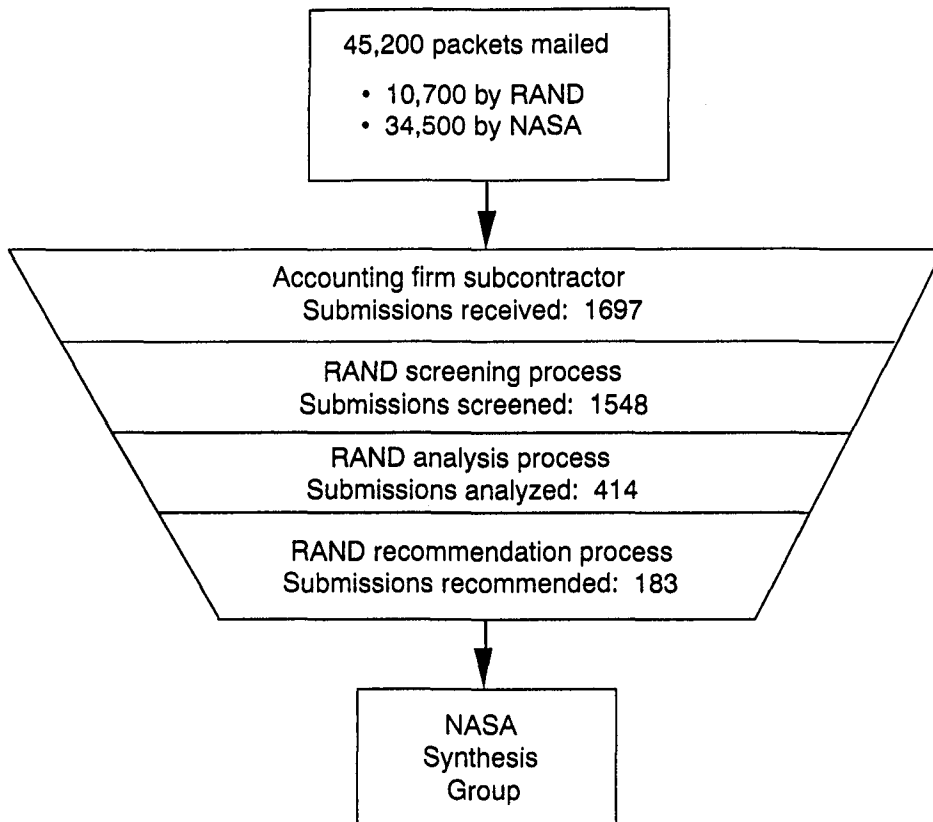 45,200 packets mailed
• 10,700 by RAND
• 34,500 by NASA
Accounting firm subcontractor
Submissions received: 1697
RAND screening process
Submissions screened: 1548
RAND analysis process
Submissions analyzed: 414
RAND recommendation process
Submissions recommended: 183
NASA
Synthesis
Group